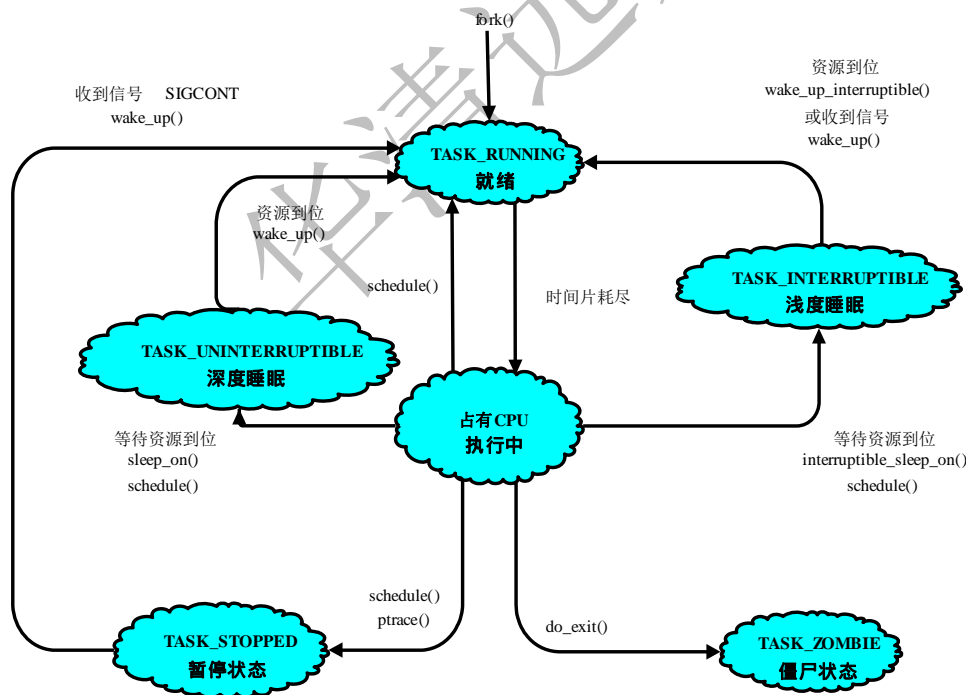 fork()
收到信号 SIGCONT
wake_up()
资源到位
wake_up_interruptible()
或收到信号
wake_up()
TASK_RUNNING
就绪
资源到位
wake_up()
schedule()
时间片耗尽
TASK_INTERRUPTIBLE
浅度睡眠
TASK_UNINTERRUPTIBLE
深度睡眠
占有CPU
执行中
等待资源到位
sleep_on()
schedule()
等待资源到位
interruptible_sleep_on()
schedule()
schedule()
ptrace()
do_exit()
TASK_STOPPED
暂停状态
TASK_ZOMBIE
僵尸状态
华清远